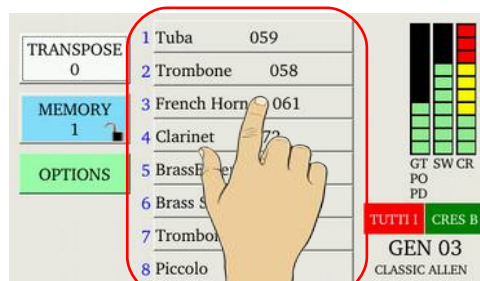 TRANSPOSE
0
MEMORY
1
OPTIONS
1 Tuba 059
2 Trombone 058
3 French Horn 061
4 Clarinet
5
6 Brass
7
8 Piccolo
GT SW CR
PO
PD
TUTTI I CRES B
GEN 03
CLASSIC ALLEN